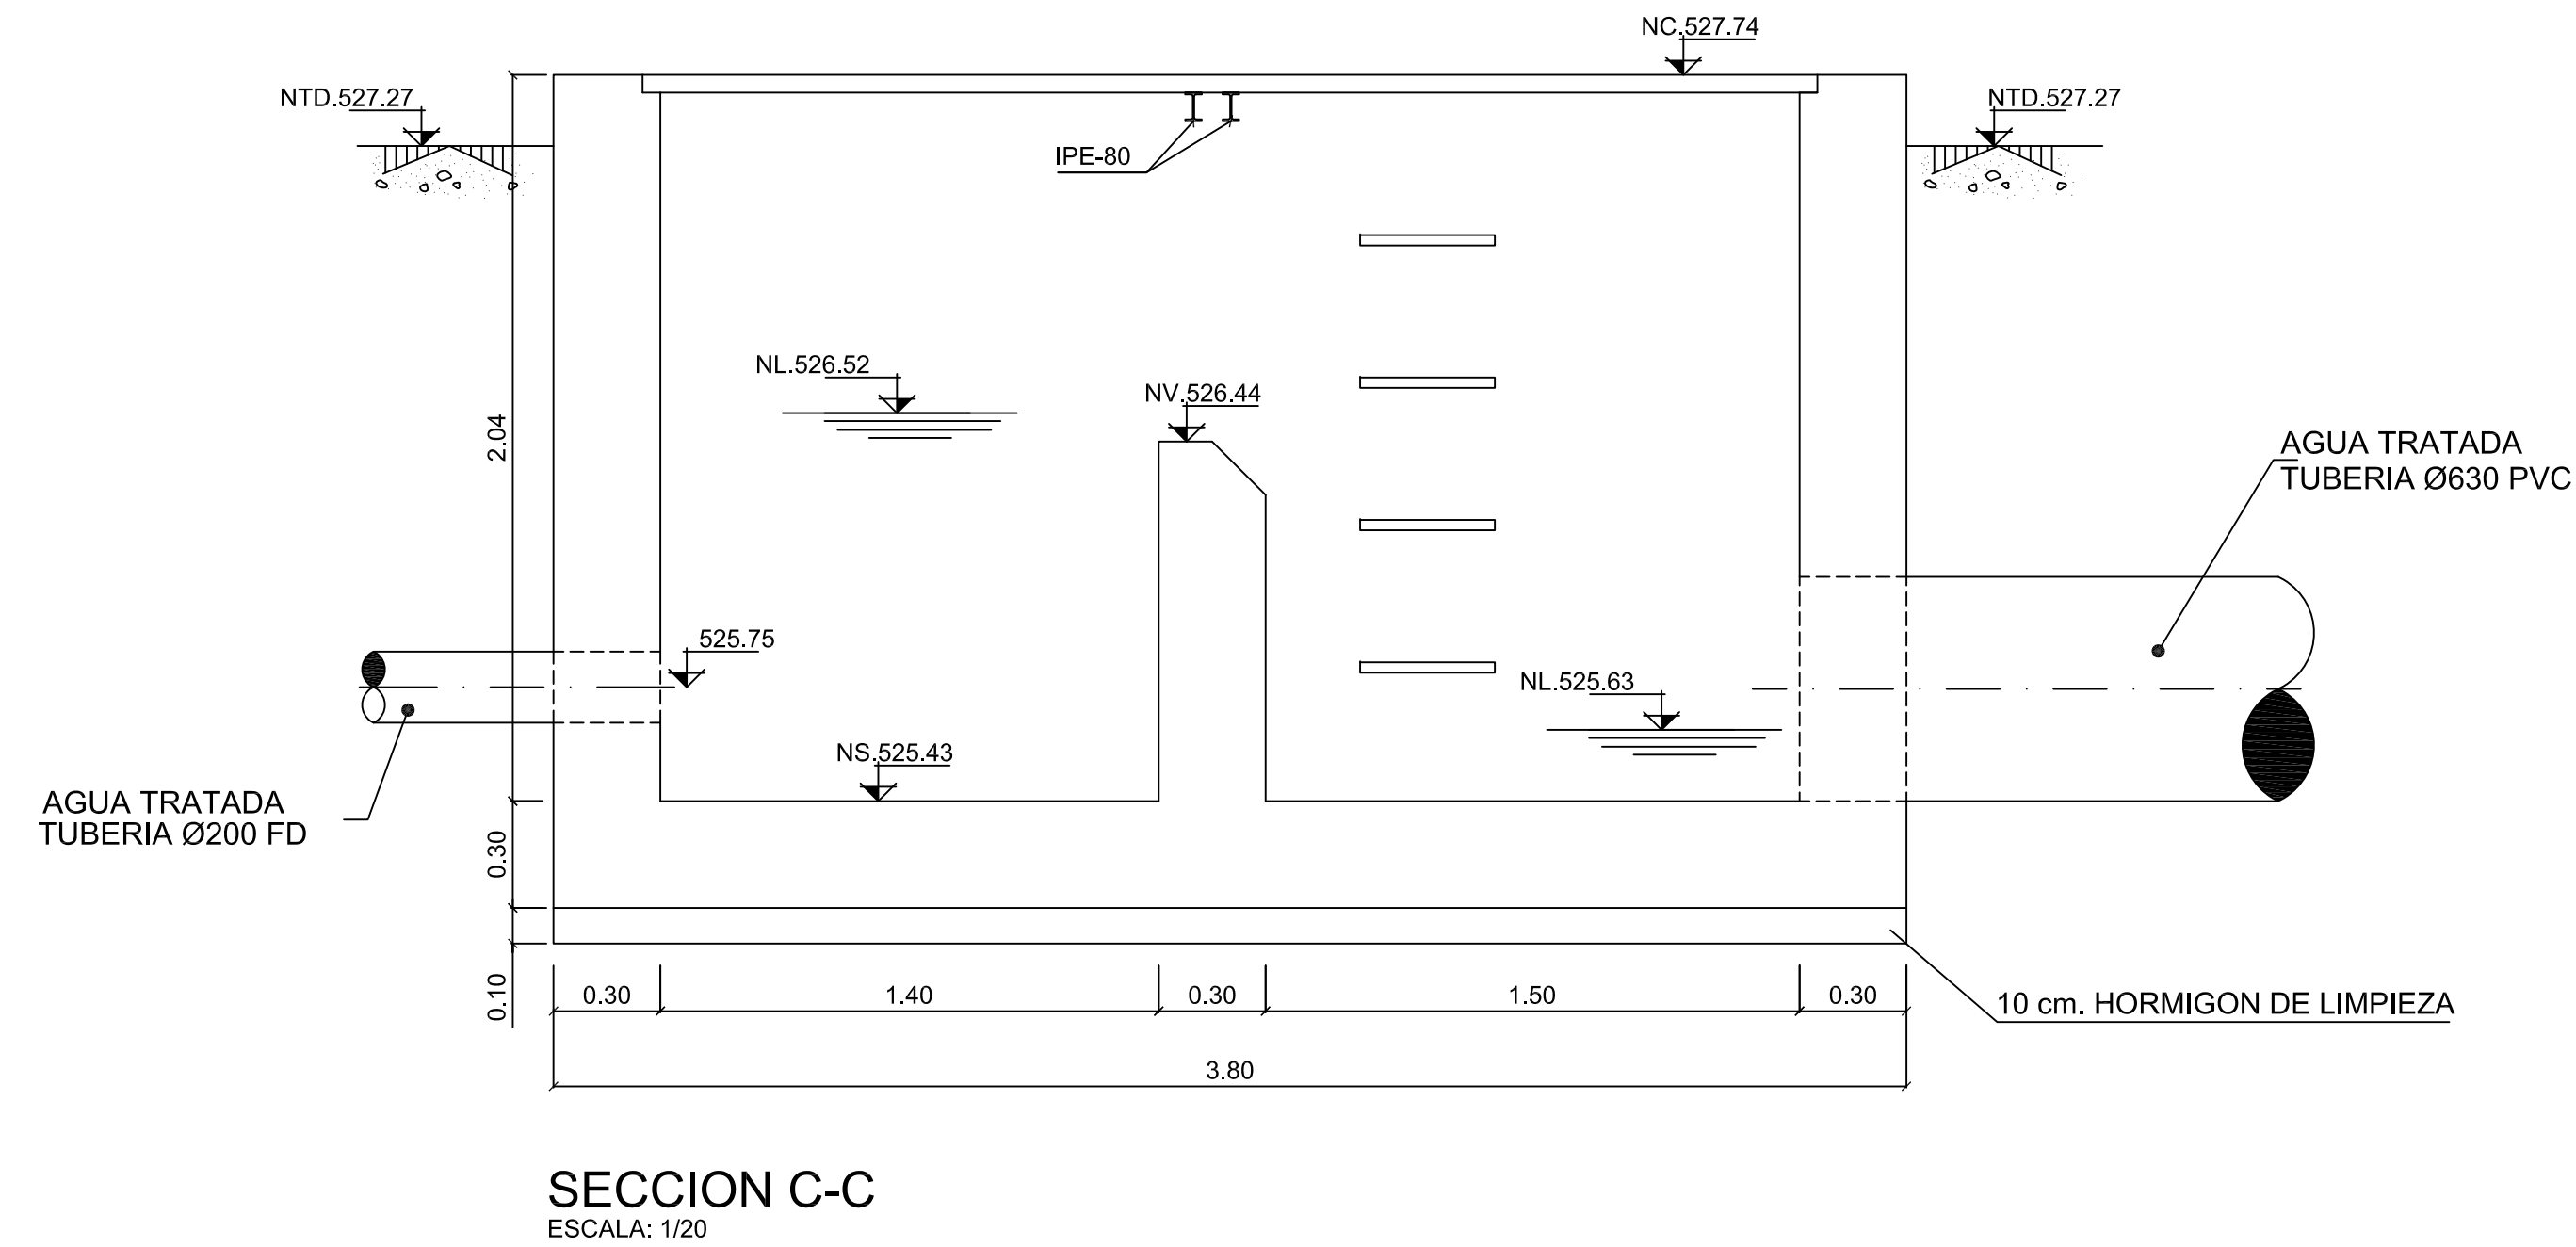 NC.527.74
NTD.527.27
NTD.527.27
IPE-80
NL.526.52
NV.526.44
2.04
AGUA TRATADA
TUBERIA Ø630 PVC
525.75
NL.525.63
NS.525.43
AGUA TRATADA
TUBERIA Ø200 FD
0.30
0.10
0.30
1.40
0.30
1.50
0.30
10 cm. HORMIGON DE LIMPIEZA
3.80
SECCION C-C
ESCALA: 1/20